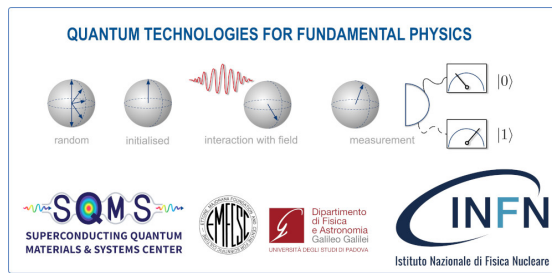 QUANTUM TECHNOLOGIES FOR FUNDAMENTAL PHYSICS
|0⟩
|1⟩
random
initialised
interaction with field
measurement
SQMS
SUPERCONDUCTING QUANTUM
MATERIALS & SYSTEMS CENTER
EMFCSC
Dipartimento
di Fisica
e Astronomia
Galileo Galilei
UNIVERSITÀ DEGLI STUDI DI PADOVA
INFN
Istituto Nazionale di Fisica Nucleare